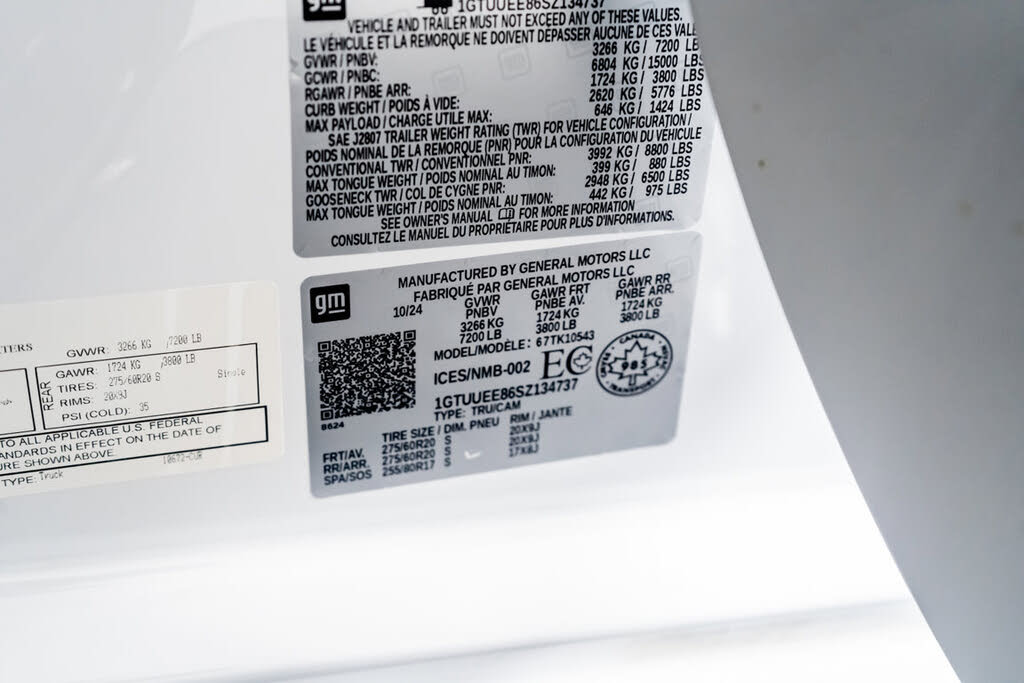 gm
1GTUUEE86SZ134737
VEHICLE AND TRAILER MUST NOT EXCEED ANY OF THESE VALUES.
LE VÉHICULE ET LA REMORQUE NE DOIVENT DÉPASSER AUCUNE DE CES
GVWR / PNBV: 3266 KG / 7200 LBS
GCWR / PNBC: 6804 KG / 15000 LBS
RGAWR / PNBE ARR: 1724 KG / 3800 LBS
CURB WEIGHT / POIDS À VIDE: 2620 KG / 5776 LBS
MAX PAYLOAD / CHARGE UTILE MAX: 646 KG / 1424 LBS
SAE J2807 TRAILER WEIGHT RATING (TWR) FOR VEHICLE CONFIGURATION /
POIDS NOMINAL DE LA REMORQUE (PNR) POUR LA CONFIGURATION DU VÉHICULE
CONVENTIONAL TWR / CONVENTIONNEL PNR: 3992 KG / 8800 LBS
MAX TONGUE WEIGHT / POIDS NOMINAL AU TIMON: 399 KG / 880 LBS
GOOSENECK TWR / COL DE CYGNE PNR: 2948 KG / 6500 LBS
MAX TONGUE WEIGHT / POIDS NOMINAL AU TIMON: 442 KG / 975 LBS
SEE OWNER'S MANUAL FOR MORE INFORMATION
CONSULTEZ LE MANUEL DU PROPRIÉTAIRE POUR PLUS D'INFORMATIONS.
gm
MANUFACTURED BY GENERAL MOTORS LLC
FABRIQUÉ PAR GENERAL MOTORS LLC
10/24 GVWR GAWR FRT GAWR RR
PNBV PNBE AV. PNBE ARR.
3266 KG 1724 KG 1724 KG
7200 LB 3800 LB 3800 LB
MODEL/MODÈLE: 67TK10543
ICES/NMB-002 EC
CANADA
985
TRANSPORT
1GTUUEE86SZ134737
TYPE: TRU/CAM
8624
TIRE SIZE / DIM. PNEU RIM / JANTE
FRT/AV. 275/60R20 S 20X9J
RR/ARR. 275/60R20 S 20X9J
SPA/SOS 255/80R17 S 17X8J
TERS
GVWR: 3266 KG /7200 LB
REAR
GAWR: 1724 KG /3800 LB
TIRES: 275/60R20 S Single
RIMS: 20X9J
PSI (COLD): 35
TO ALL APPLICABLE U.S. FEDERAL
ANDARDS IN EFFECT ON THE DATE OF
URE SHOWN ABOVE.
TYPE: Truck 10672-CUR